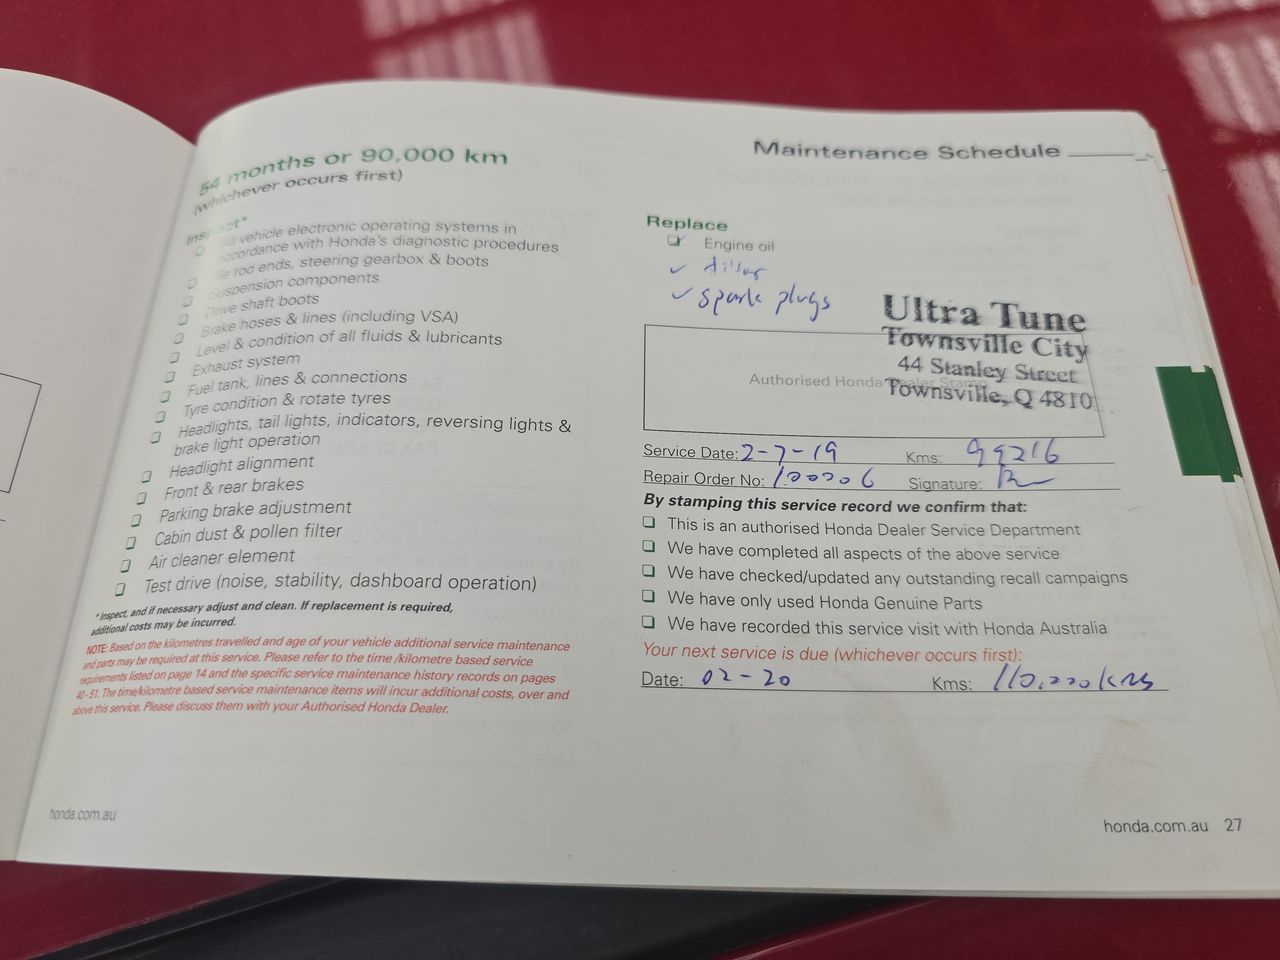 54 months or 90,000 km
(whichever occurs first)
Inspect*
All vehicle electronic operating systems in
accordance with Honda's diagnostic procedures
Tie rod ends, steering gearbox & boots
Suspension components
Drive shaft boots
Brake hoses & lines (including VSA)
Level & condition of all fluids & lubricants
Exhaust system
Fuel tank, lines & connections
Tyre condition & rotate tyres
Headlights, tail lights, indicators, reversing lights &
brake light operation
Headlight alignment
Front & rear brakes
Parking brake adjustment
Cabin dust & pollen filter
Air cleaner element
Test drive (noise, stability, dashboard operation)
*Inspect, and if necessary adjust and clean. If replacement is required,
additional costs may be incurred.
NOTE: Based on the kilometres travelled and age of your vehicle additional service maintenance
and parts may be required at this service. Please refer to the time /kilometre based service
requirements listed on page 14 and the specific service maintenance history records on pages
40-51. The time/kilometre based service maintenance items will incur additional costs, over and
above this service. Please discuss them with your Authorised Honda Dealer.
honda.com.au
Maintenance Schedule
Replace
Engine oil
filter
spark plugs
Ultra Tune
Townsville City
44 Stanley Street
Townsville, Q 4810
Authorised Honda Dealer Stamp
Service Date: 2-7-19 Kms: 99216
Repair Order No: 100006 Signature:
By stamping this service record we confirm that:
This is an authorised Honda Dealer Service Department
We have completed all aspects of the above service
We have checked/updated any outstanding recall campaigns
We have only used Honda Genuine Parts
We have recorded this service visit with Honda Australia
Your next service is due (whichever occurs first):
Date: 02-20 Kms: 110,000kms
honda.com.au 27